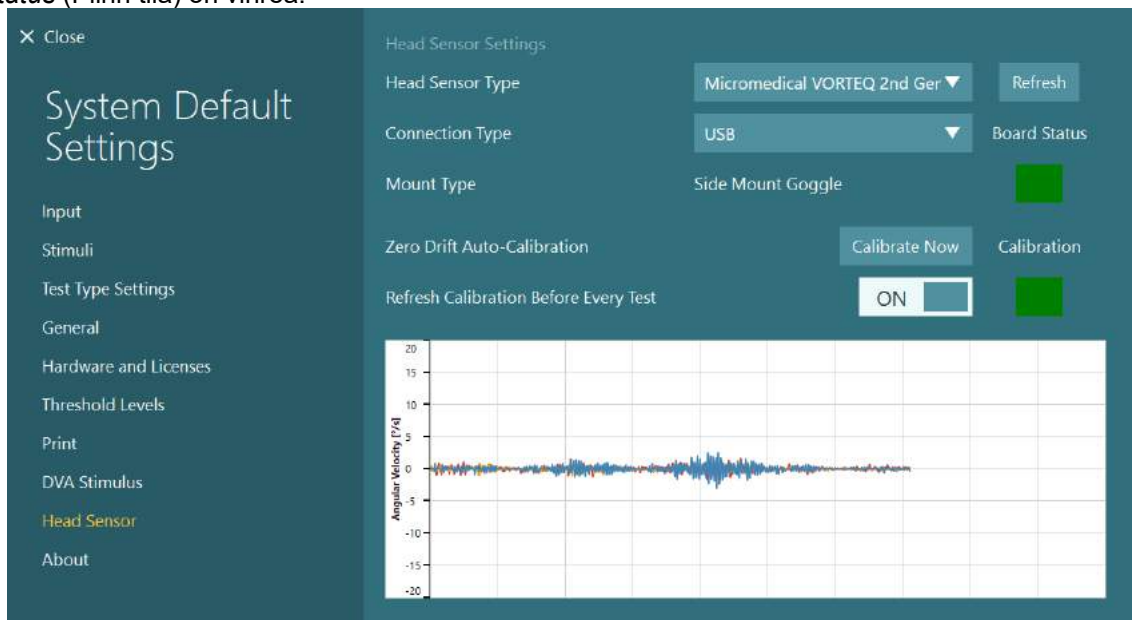 × Close
System Default
Settings
Input
Stimuli
Test Type Settings
General
Hardware and Licenses
Threshold Levels
Print
DVA Stimulus
Head Sensor
About
Head Sensor Settings
Head Sensor Type
Micromedical VORTEQ 2nd Ger
Refresh
Connection Type
USB
Board Status
Mount Type
Side Mount Goggle
Zero Drift Auto-Calibration
Calibrate Now
Calibration
Refresh Calibration Before Every Test
ON
Angular Velocity [°/s]
20
15
10
5
0
-5
-10
-15
-20